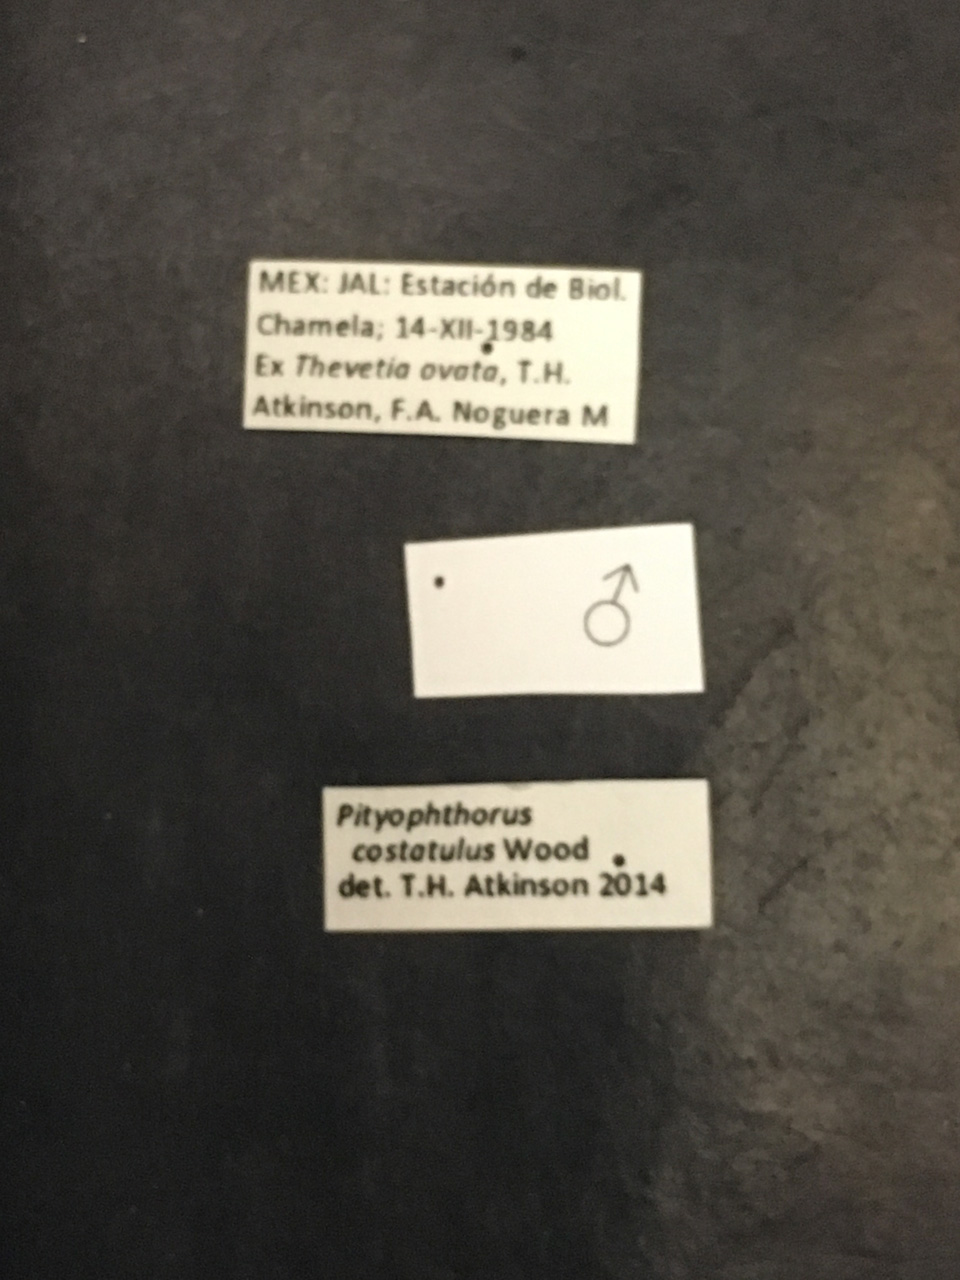 MEX: JAL: Estación de Biol.
Chamela; 14-XII-1984
Ex Thevetia ovata, T.H.
Atkinson, F.A. Noguera M
♂
Pityophthorus
costatulus Wood
det. T.H. Atkinson 2014